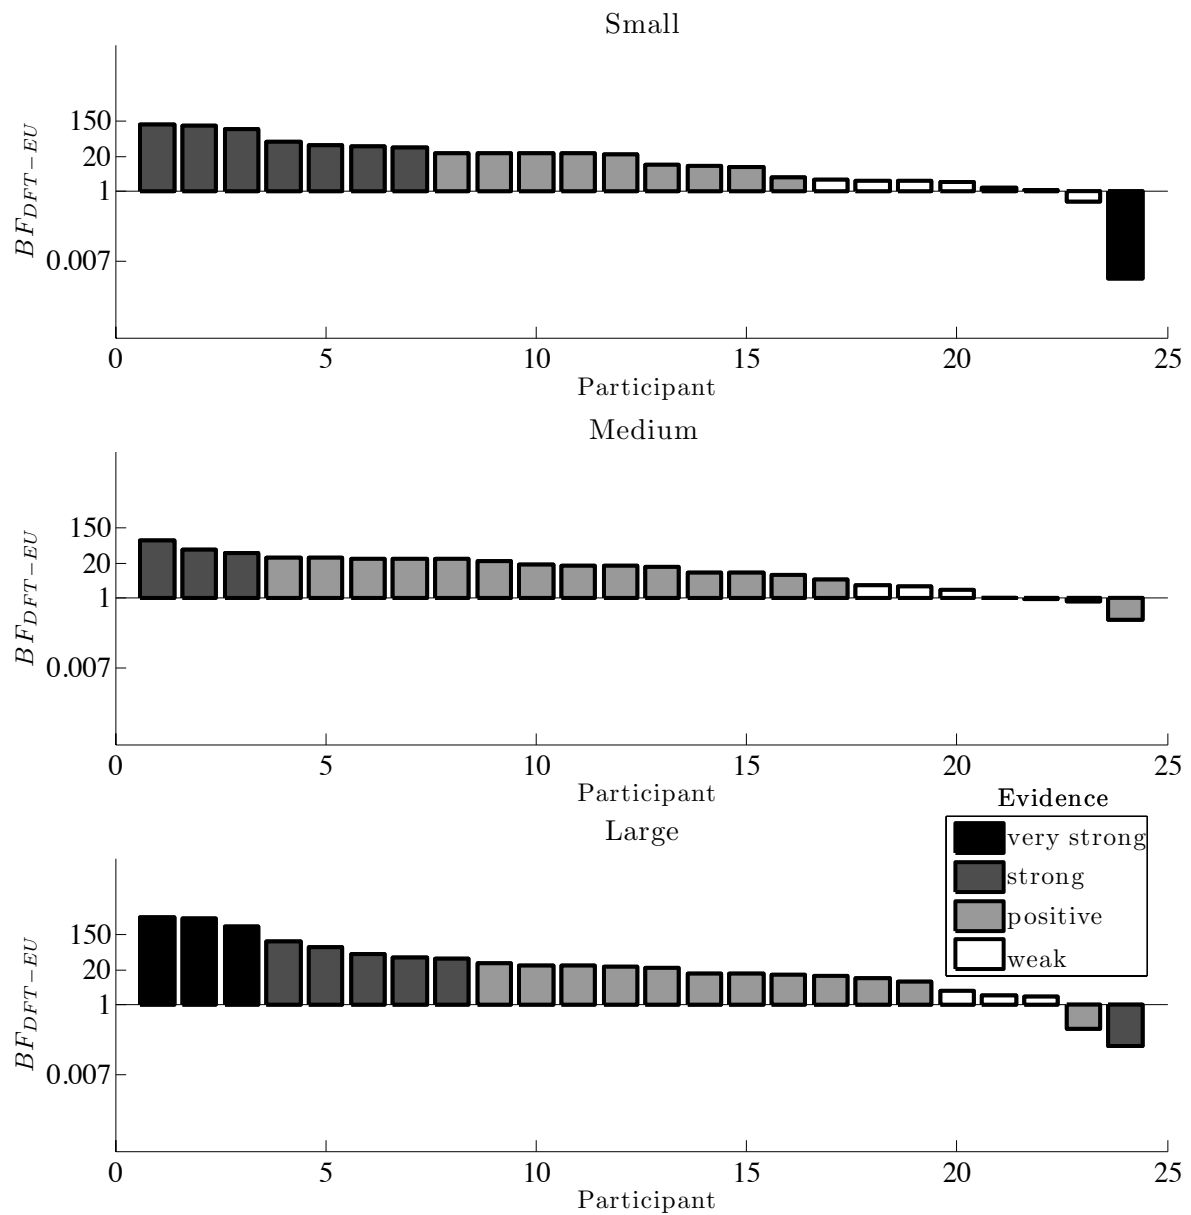 Small
BF_{DFT-EU}
150
20
1
0.007
0 5 10 15 20 25
Participant
Medium
BF_{DFT-EU}
150
20
1
0.007
0 5 10 15 20 25
Participant
Evidence
very strong
strong
positive
weak
Large
BF_{DFT-EU}
150
20
1
0.007
0 5 10 15 20 25
Participant